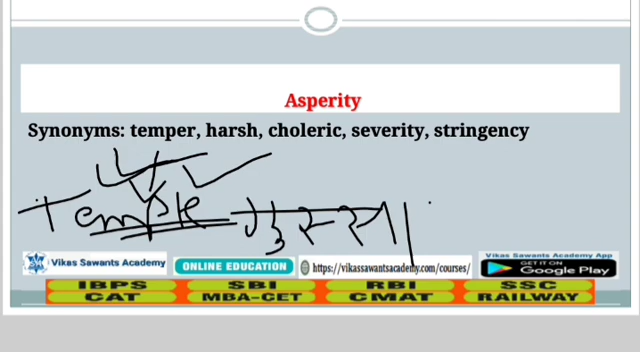 Asperity
Synonyms: temper, harsh, choleric, severity, stringency
गुस्सा
Vikas Sawants Academy
ONLINE EDUCATION
https://vikassawantsacademy.com/courses/
Vikas Sawants Academy App
GET IT ON
Google Play
IBPS SBI RBI SSC
CAT MBA-CET CMAT RAILWAY